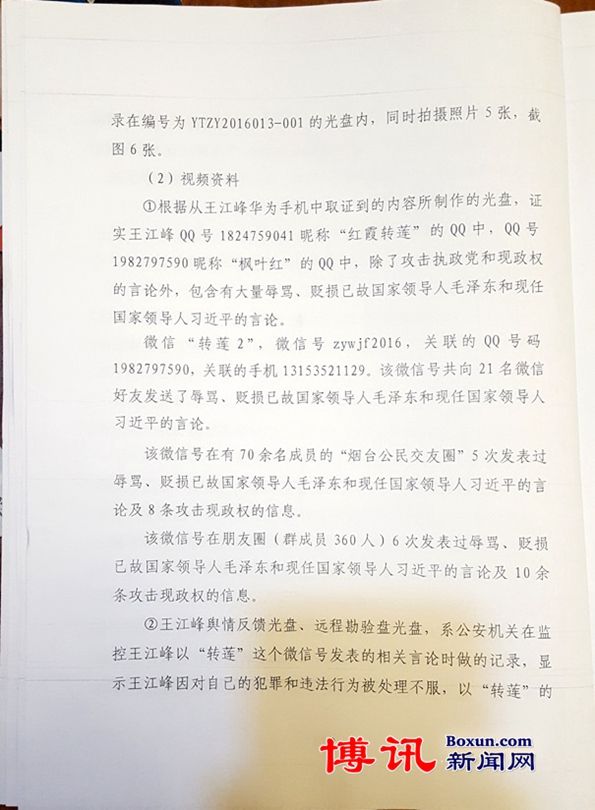 录在编号为 YTZY2016013-001 的光盘内，同时拍摄照片 5 张，截
图 6 张。
（2）视频资料
①根据从王江峰华为手机中取证到的内容所制作的光盘，证
实王江峰 QQ 号 1824759041 昵称“红霞转莲”的 QQ 中，QQ 号
1982797590 昵称“枫叶红”的 QQ 中，除了攻击执政党和现政权
的言论外，包含有大量辱骂、贬损已故国家领导人毛泽东和现任
国家领导人习近平的言论。
微信“转莲 2”，微信号 zywjf2016，关联的 QQ 号码
1982797590，关联的手机 13153521129。该微信号共向 21 名微信
好友发送了辱骂、贬损已故国家领导人毛泽东和现任国家领导人
习近平的言论。
该微信号在有 70 余名成员的“烟台公民交友圈”5 次发表过
辱骂、贬损已故国家领导人毛泽东和现任国家领导人习近平的言
论及 8 条攻击现政权的信息。
该微信号在朋友圈（群成员 360 人）6 次发表过辱骂、贬损
已故国家领导人毛泽东和现任国家领导人习近平的言论及 10 余
条攻击现政权的信息。
②王江峰舆情反馈光盘、远程勘验盘光盘，系公安机关在监
控王江峰以“转莲”这个微信号发表的相关言论时做的记录，显
示王江峰因对自己的犯罪和违法行为被处理不服，以“转莲”的
博讯 Boxun.com
新闻网